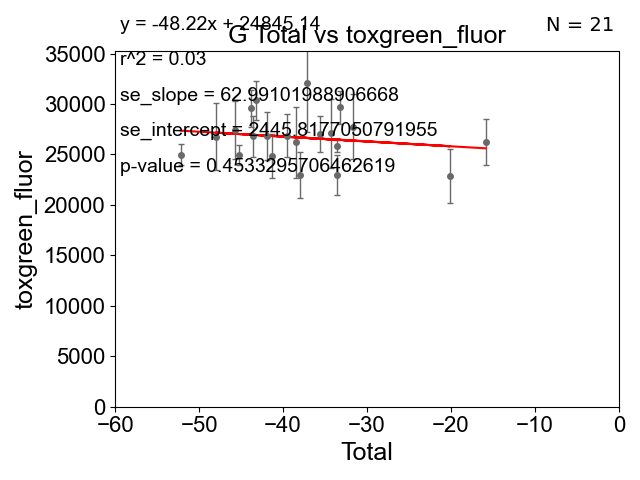 y = -48.22x + 24845.14
N = 21
G Total vs toxgreen_fluor
r^2 = 0.03
se_slope = 62.99101988906668
se_intercept = 2445.8177050791955
p-value = 0.4533295706462619
toxgreen_fluor
35000
30000
25000
20000
15000
10000
5000
0
−60
−50
−40
−30
−20
−10
0
Total